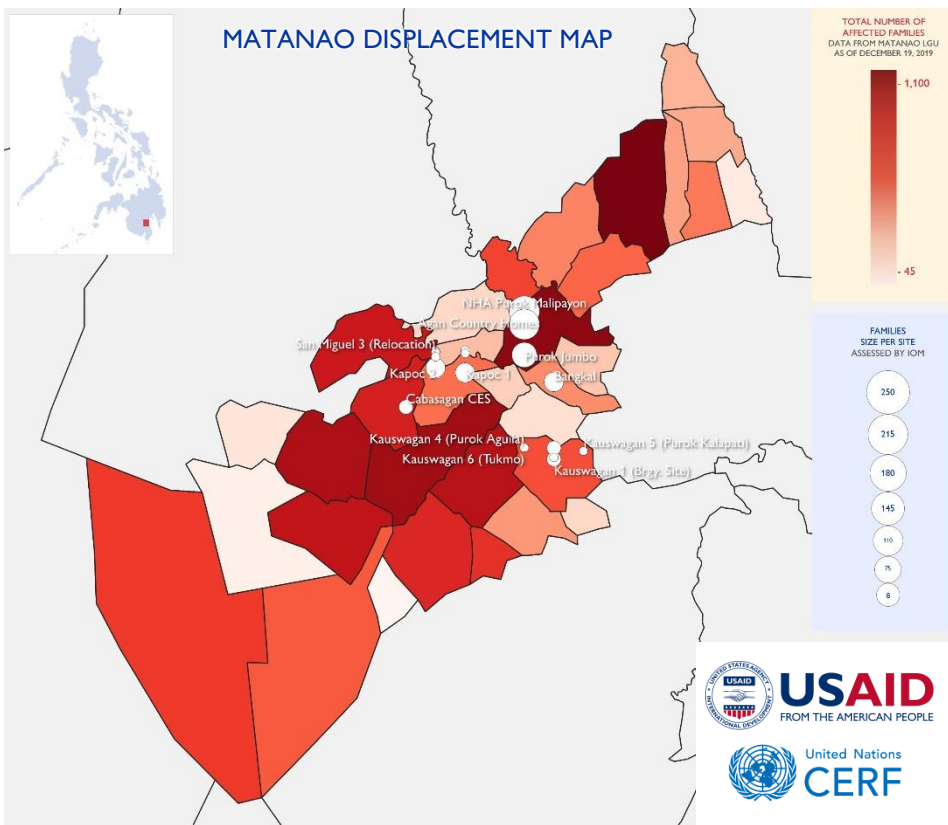 MATANAO DISPLACEMENT MAP
TOTAL NUMBER OF
AFFECTED FAMILIES
DATA FROM MATANAO LGU
AS OF DECEMBER 19, 2019
1,100
45
NHA Purok Malipayon
Agan Country Homes
San Miguel 3 (Relocation)
Purok Jumbo
Kapoc 2
Kapoc 1
Bangkal
Cabasagan CES
Kauswagan 4 (Purok Aguila)
Kauswagan 5 (Purok Kalapati)
Kauswagan 6 (Tukmo)
Kauswagan 1 (Brgy. Site)
FAMILIES
SIZE PER SITE
ASSESSED BY IOM
250
215
180
145
110
75
8
UNITED STATES AGENCY
USAID
INTERNATIONAL DEVELOPMENT
USAID
FROM THE AMERICAN PEOPLE
United Nations
CERF